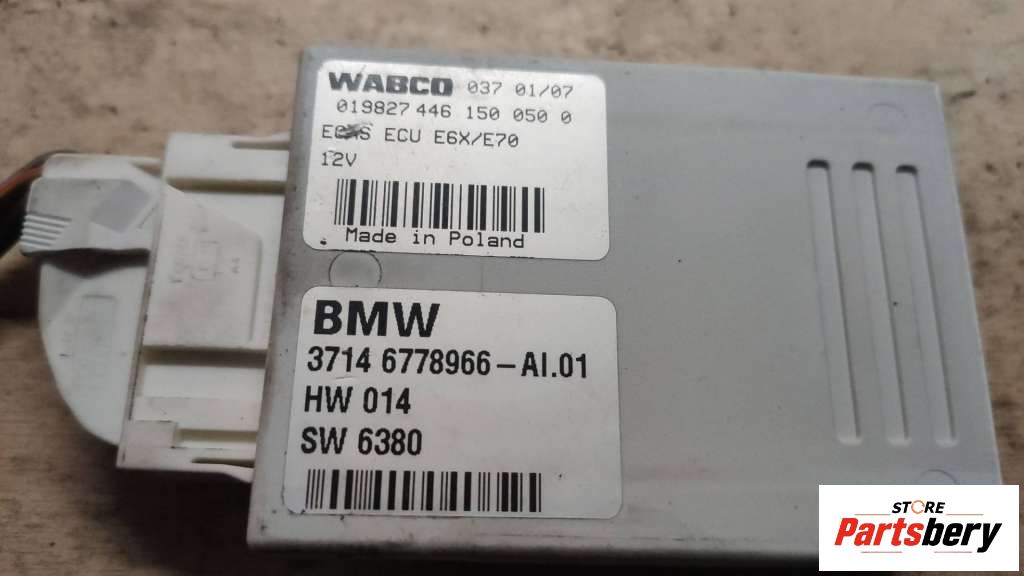 WABCO 037 01/07
019827 446 150 050 0
ECU E6X/E70
12V
Made in Poland
BMW
3714 6778966-AI.01
HW 014
SW 6380
STORE
Partsbery